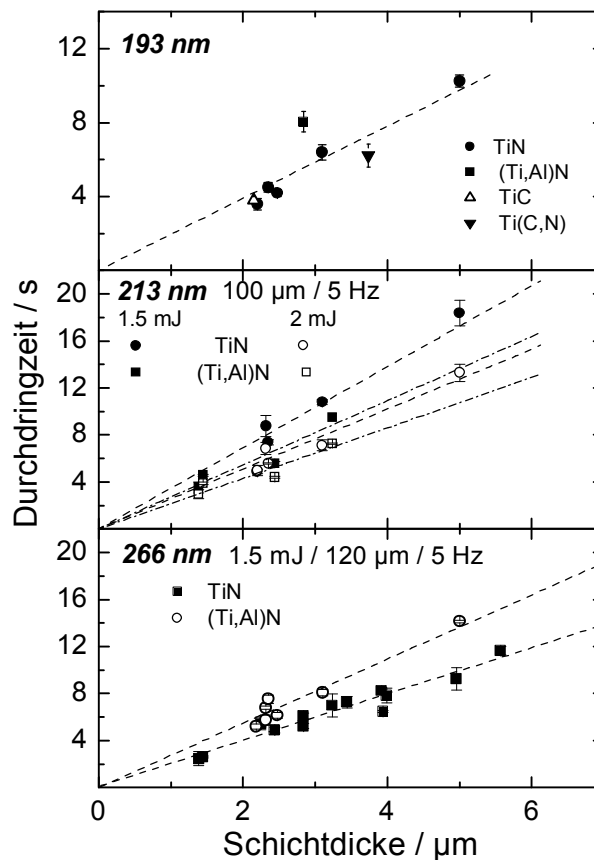 193 nm
12
8
4
TiN
(Ti,Al)N
TiC
Ti(C,N)
213 nm 100 µm / 5 Hz
1.5 mJ 2 mJ
TiN
(Ti,Al)N
20
16
12
8
4
266 nm 1.5 mJ / 120 µm / 5 Hz
TiN
(Ti,Al)N
20
16
12
8
4
0 2 4 6
Durchdringzeit / s
Schichtdicke / µm